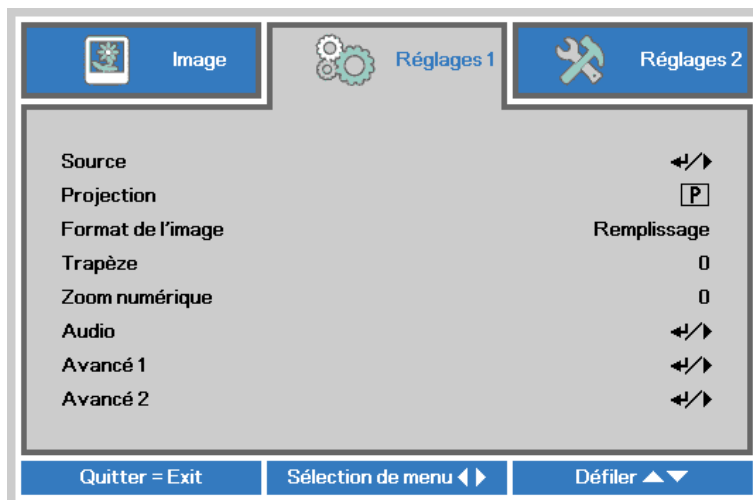 Image Réglages 1 Réglages 2
Source
Projection P
Format de l'image Remplissage
Trapèze 0
Zoom numérique 0
Audio
Avancé 1
Avancé 2
Quitter = Exit Sélection de menu Défiler